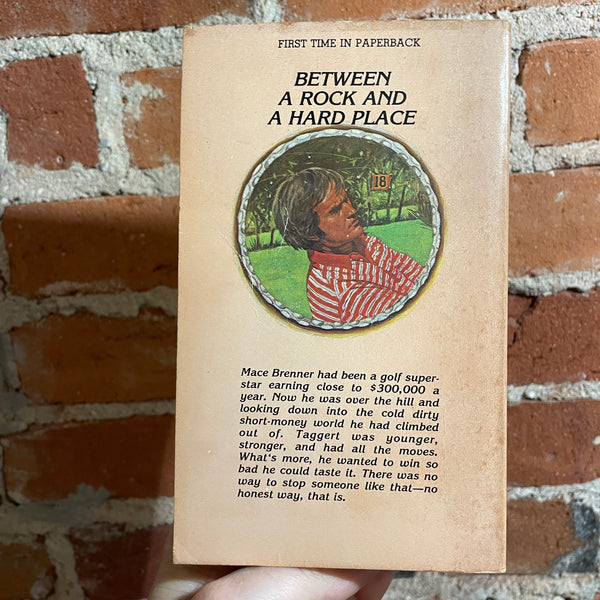 FIRST TIME IN PAPERBACK
BETWEEN
A ROCK AND
A HARD PLACE
18
Mace Brenner had been a golf super-
star earning close to $300,000 a
year. Now he was over the hill and
looking down into the cold dirty
short-money world he had climbed
out of. Taggert was younger,
stronger, and had all the moves.
What's more, he wanted to win so
bad he could taste it. There was no
way to stop someone like that—no
honest way, that is.